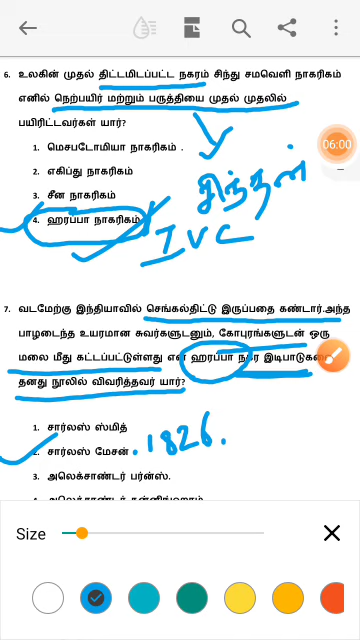 6. உலகின் முதல் திட்டமிடப்பட்ட நகரம் சிந்து சமவெளி நாகரிகம்
எனில் நெற்பயிர் மற்றும் பருத்தியை முதல் முதலில்
பயிரிட்டவர்கள் யார்?
06:00
1. மெசபடோமியா நாகரிகம் .
2. எகிப்து நாகரிகம்
சிந்தன்
3. சீன நாகரிகம்
4. ஹரப்பா நாகரிகம்
IVC
7. வடமேற்கு இந்தியாவில் செங்கல்திட்டு இருப்பதை கண்டார்.அந்த
பாழடைந்த உயரமான சுவர்களுடனும், கோபுரங்களுடன் ஒரு
மலை மீது கட்டப்பட்டுள்ளது என ஹரப்பா நகர இடிபாடுகளை
தனது நூலில் விவரித்தவர் யார்?
1. சார்லஸ் ஸ்மித்
2. சார்லஸ் மேசன் . 1826.
3. அலெக்சாண்டர் பர்ன்ஸ்.
Size